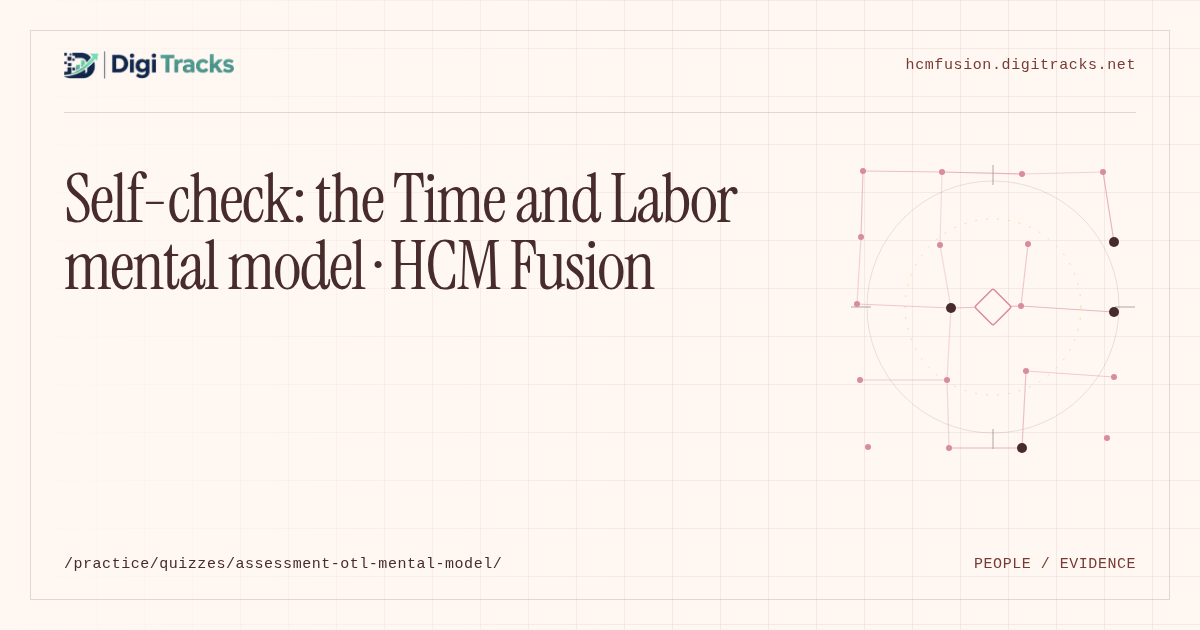 DigiTracks
hcmfusion.digitracks.net
Self-check: the Time and Labor
mental model · HCM Fusion
/practice/quizzes/assessment-otl-mental-model/
PEOPLE / EVIDENCE